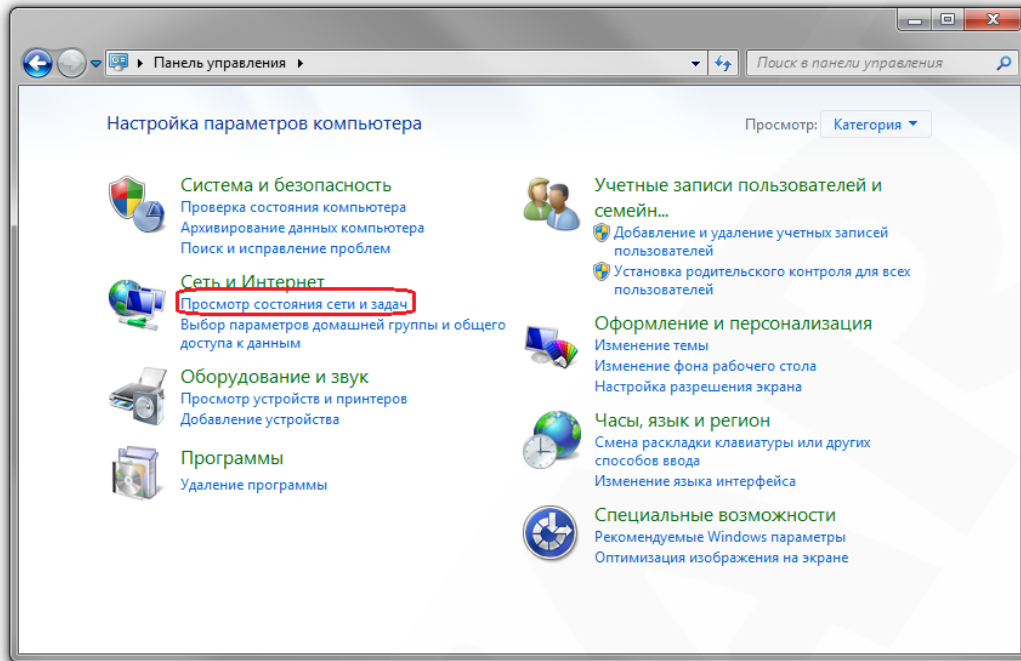 Панель управления
Поиск в панели управления
Настройка параметров компьютера
Просмотр: Категория
Система и безопасность
Проверка состояния компьютера
Архивирование данных компьютера
Поиск и исправление проблем
Сеть и Интернет
Просмотр состояния сети и задач
Выбор параметров домашней группы и общего
доступа к данным
Оборудование и звук
Просмотр устройств и принтеров
Добавление устройства
Программы
Удаление программы
Учетные записи пользователей и
семейн...
Добавление и удаление учетных записей
пользователей
Установка родительского контроля для всех
пользователей
Оформление и персонализация
Изменение темы
Изменение фона рабочего стола
Настройка разрешения экрана
Часы, язык и регион
Смена раскладки клавиатуры или других
способов ввода
Изменение языка интерфейса
Специальные возможности
Рекомендуемые Windows параметры
Оптимизация изображения на экране